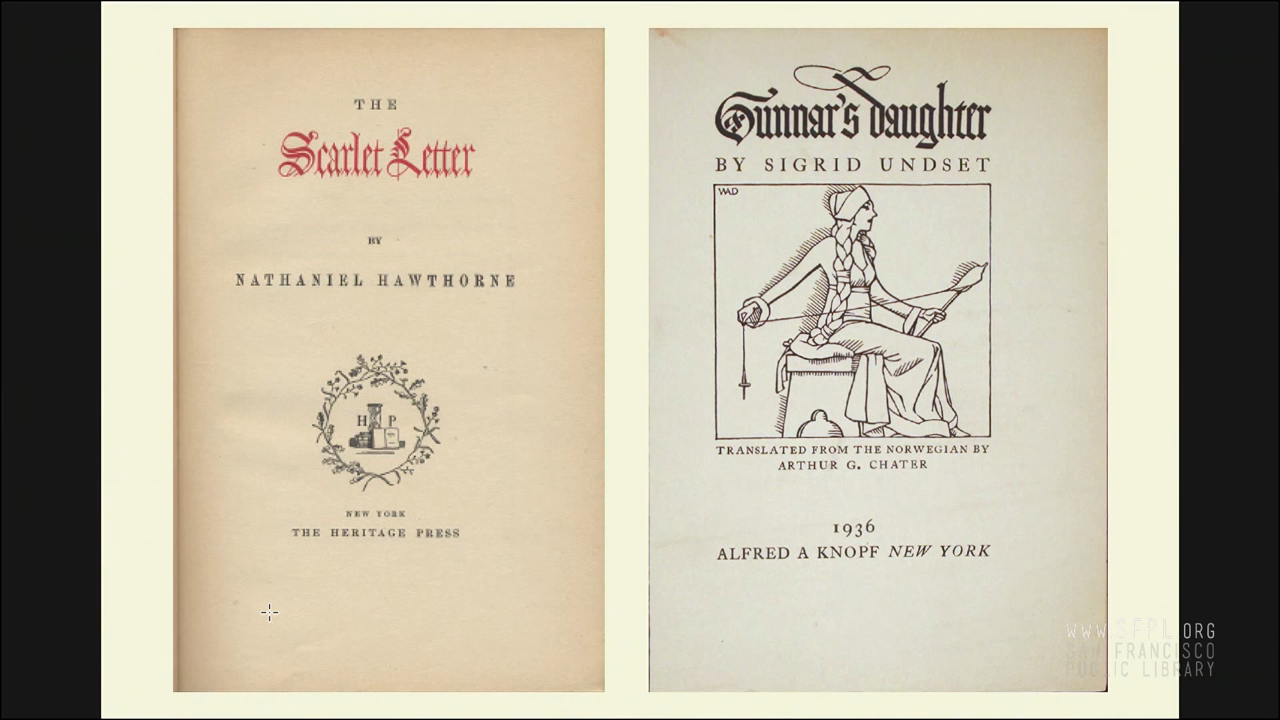 THE
Scarlet Letter
BY
NATHANIEL HAWTHORNE
H P
NEW YORK
THE HERITAGE PRESS
Gunnar's daughter
BY SIGRID UNDSET
WAD
TRANSLATED FROM THE NORWEGIAN BY
ARTHUR G. CHATER
1936
ALFRED A KNOPF NEW YORK
WWW.SFPL.ORG
SAN FRANCISCO
PUBLIC LIBRARY